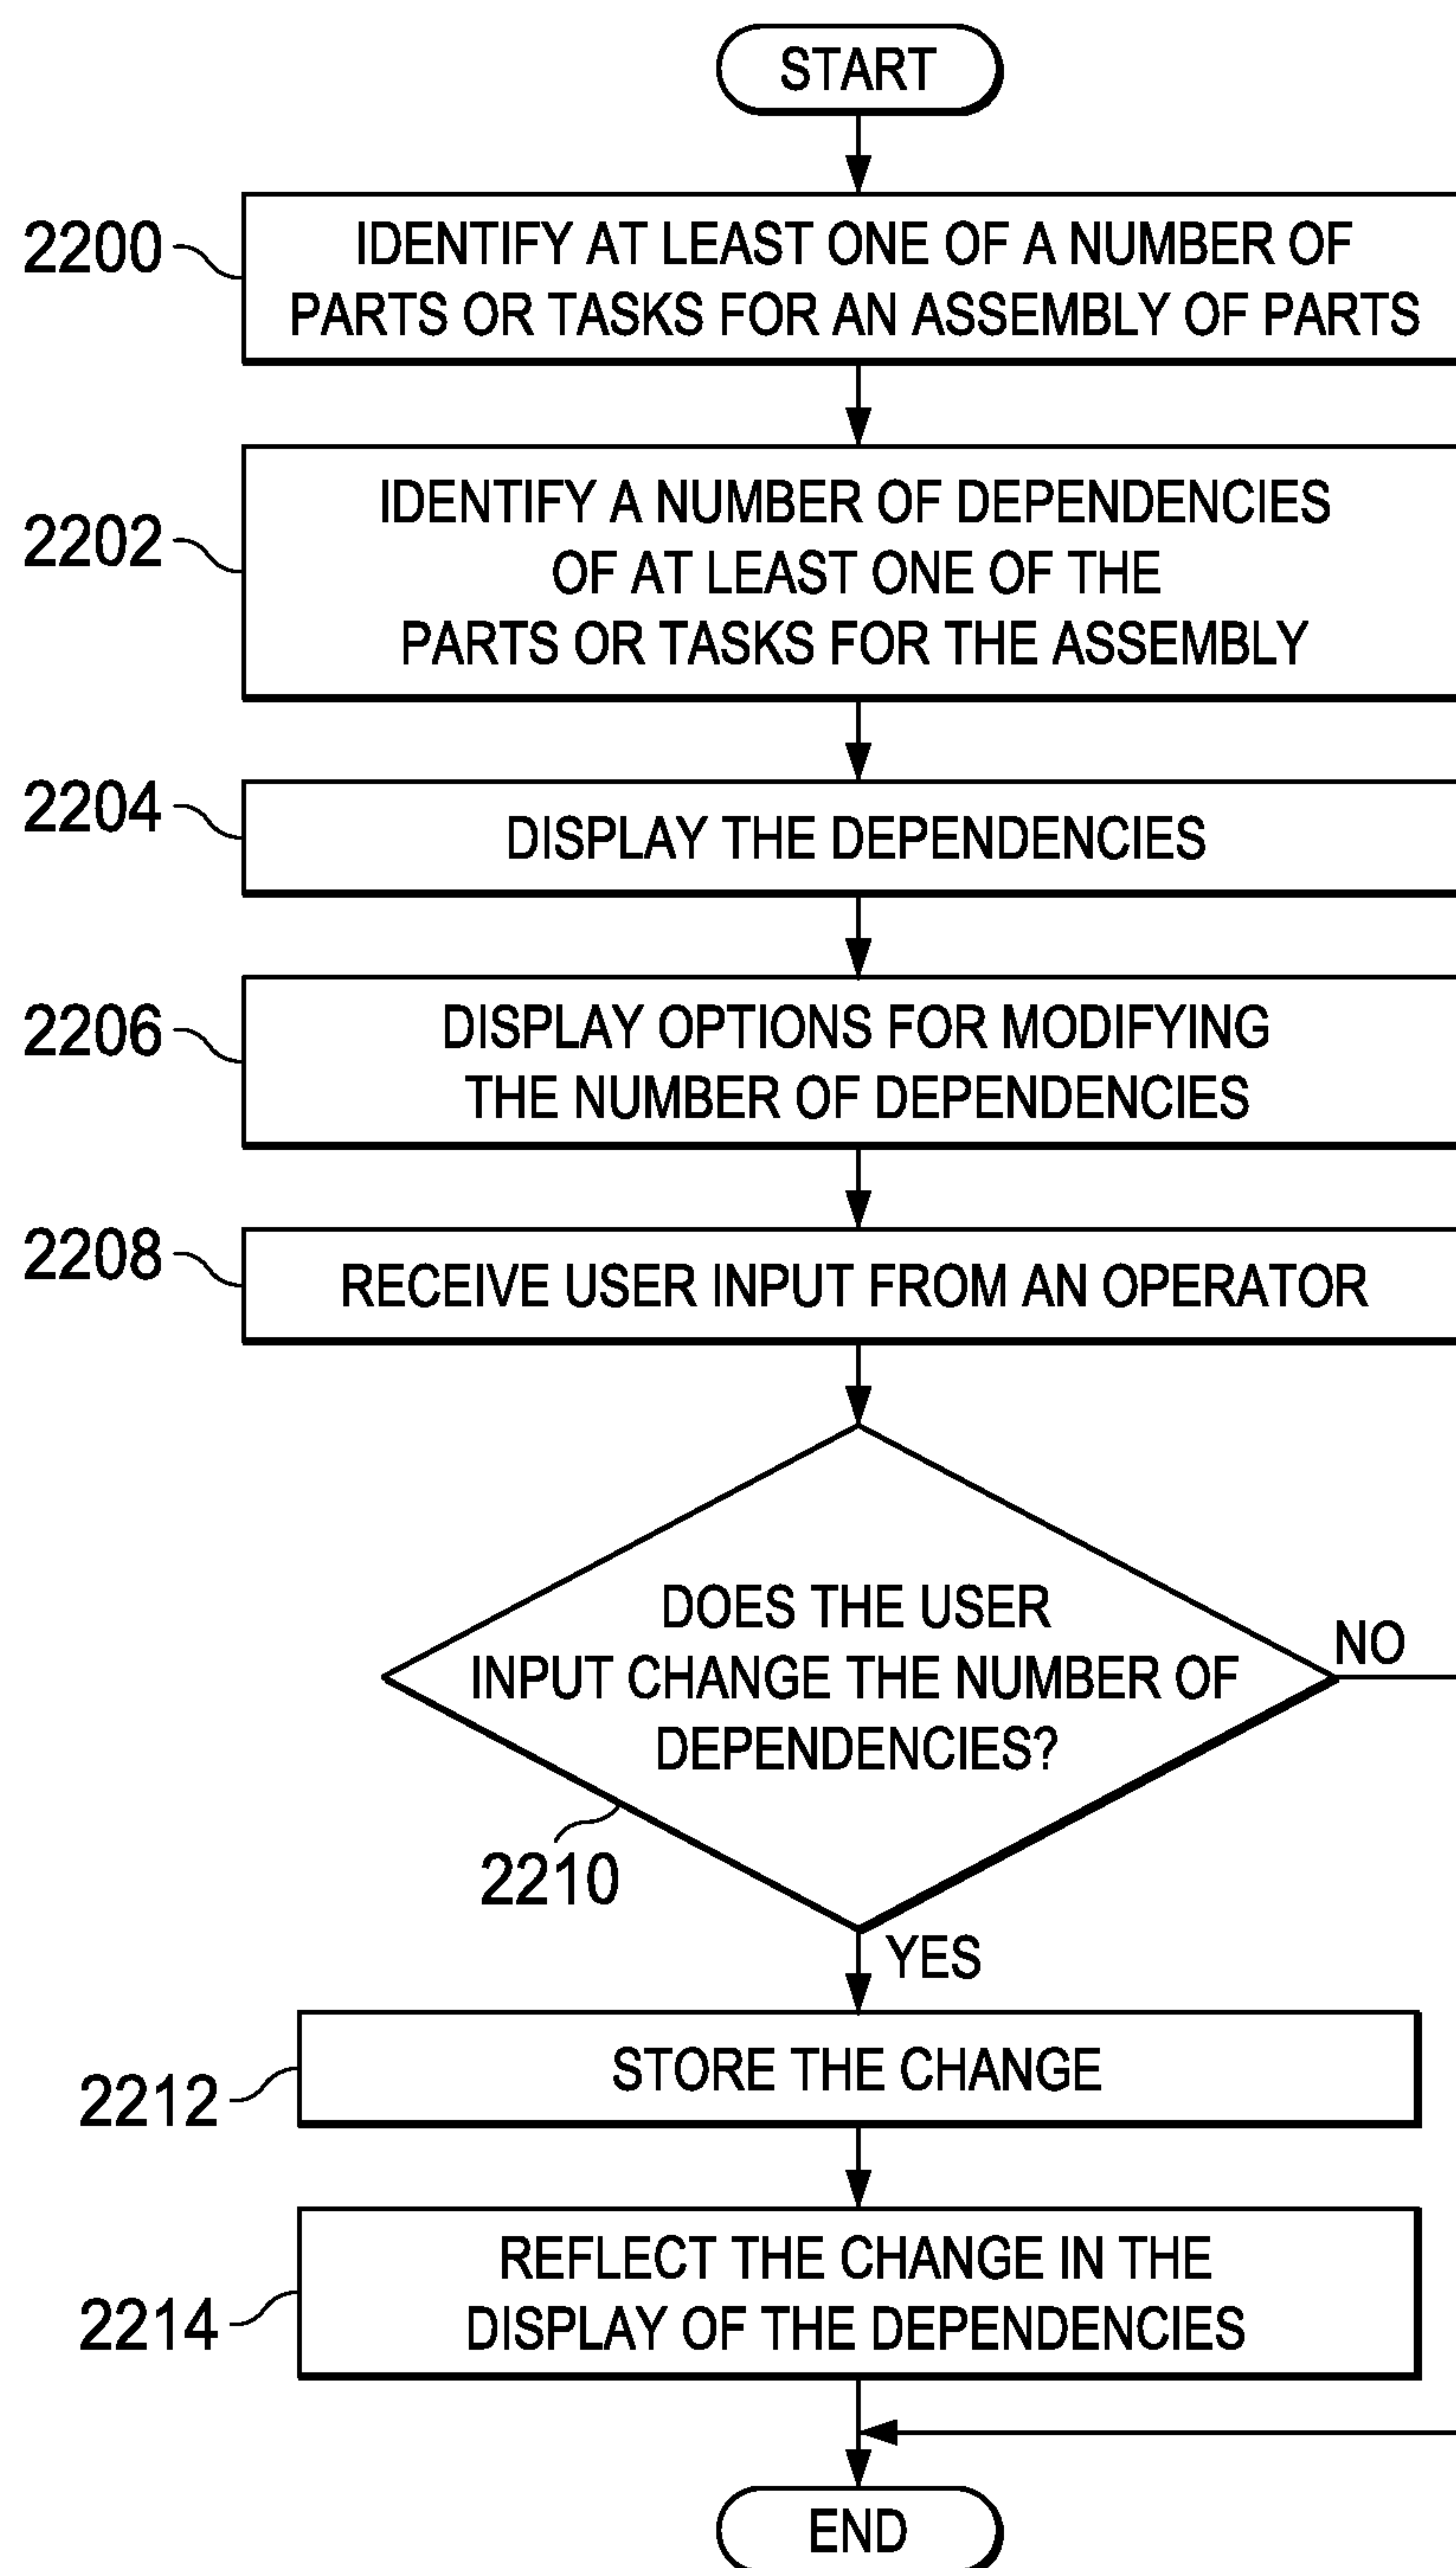 START
2200
IDENTIFY AT LEAST ONE OF A NUMBER OF
PARTS OR TASKS FOR AN ASSEMBLY OF PARTS
2202
IDENTIFY A NUMBER OF DEPENDENCIES
OF AT LEAST ONE OF THE
PARTS OR TASKS FOR THE ASSEMBLY
2204
DISPLAY THE DEPENDENCIES
2206
DISPLAY OPTIONS FOR MODIFYING
THE NUMBER OF DEPENDENCIES
2208
RECEIVE USER INPUT FROM AN OPERATOR
DOES THE USER
INPUT CHANGE THE NUMBER OF
DEPENDENCIES?
NO
2210
YES
2212
STORE THE CHANGE
2214
REFLECT THE CHANGE IN THE
DISPLAY OF THE DEPENDENCIES
END